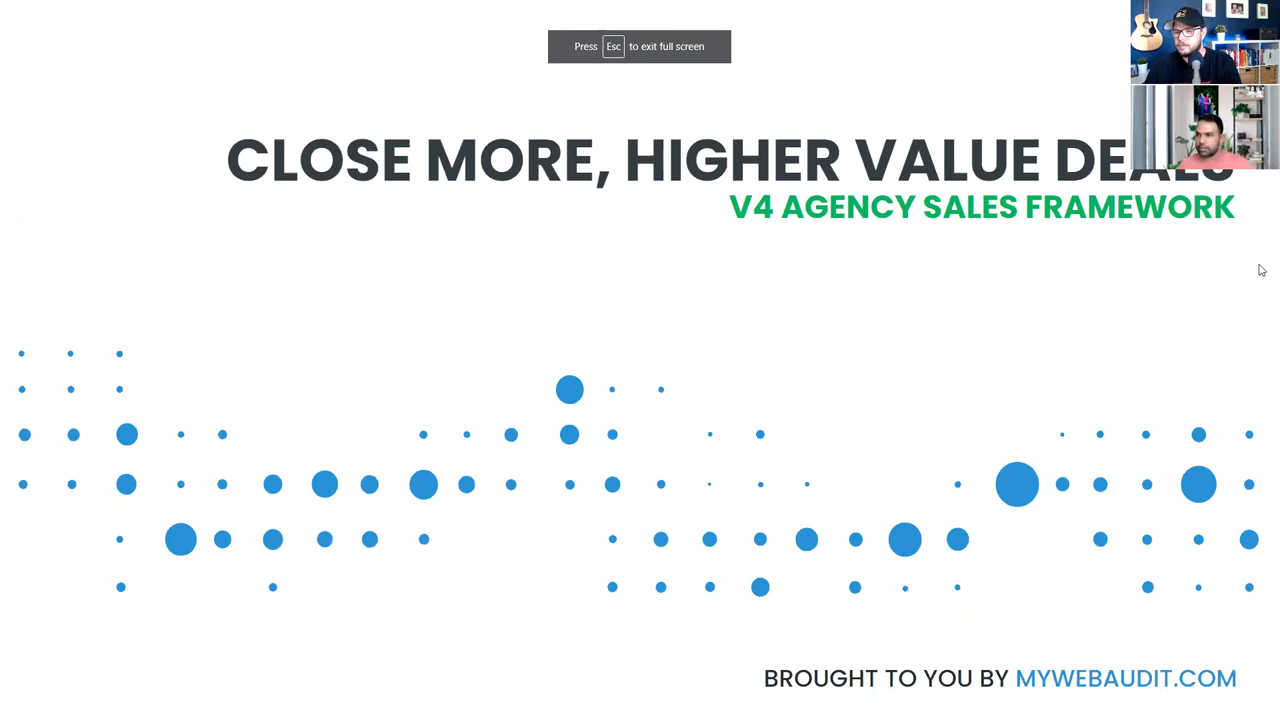 Press Esc to exit full screen
CLOSE MORE, HIGHER VALUE DEALS
V4 AGENCY SALES FRAMEWORK
BROUGHT TO YOU BY MYWEBAUDIT.COM